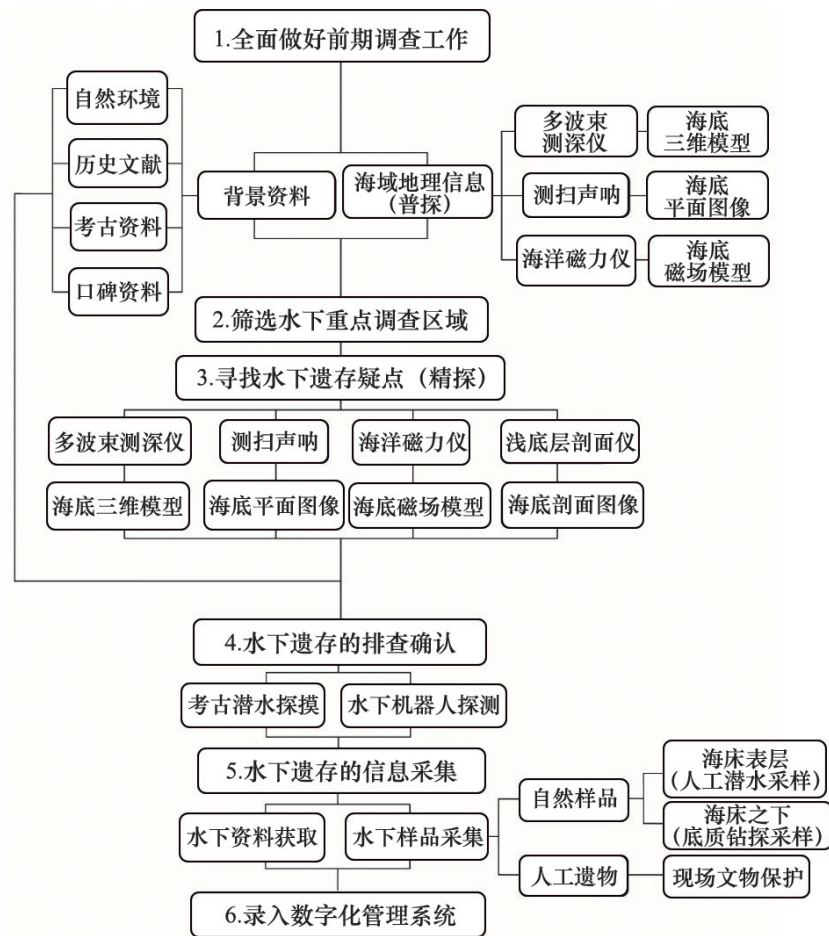 1.全面做好前期调查工作
自然环境
历史文献
考古资料
口碑资料
背景资料
海域地理信息
(普探)
多波束
测深仪
海底
三维模型
测扫声呐
海底
平面图像
海洋磁力仪
海底
磁场模型
2.筛选水下重点调查区域
3.寻找水下遗存疑点（精探）
多波束测深仪
测扫声呐
海洋磁力仪
浅底层剖面仪
海底三维模型
海底平面图像
海底磁场模型
海底剖面图像
4.水下遗存的排查确认
考古潜水探摸
水下机器人探测
5.水下遗存的信息采集
水下资料获取
水下样品采集
自然样品
海床表层
(人工潜水采样)
海床之下
(底质钻探采样)
人工遗物
现场文物保护
6.录入数字化管理系统